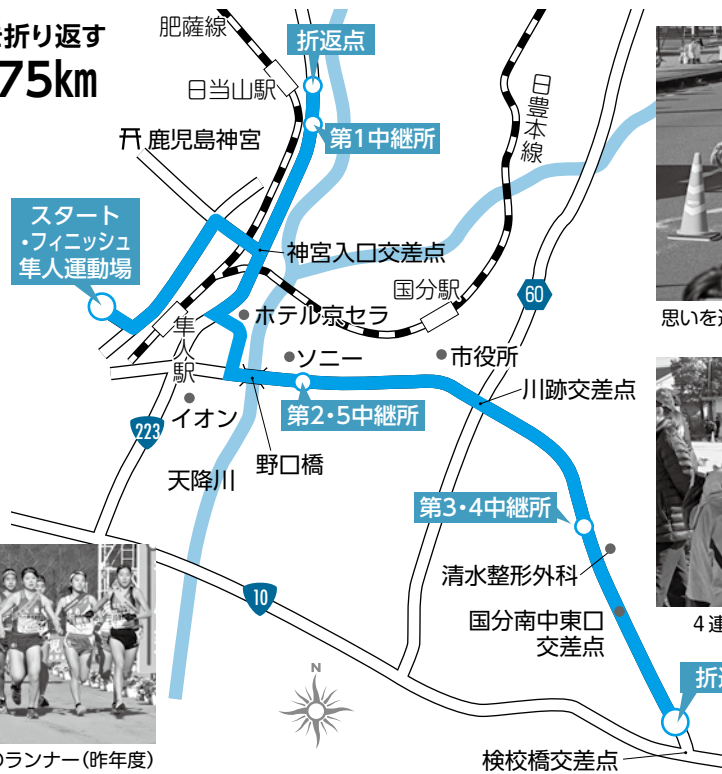 を折り返す
75km
肥薩線
折返点
日当山駅
日豊本線
第1中継所
鹿児島神宮
スタート
・フィニッシュ
隼人運動場
神宮入口交差点
国分駅
60
ホテル京セラ
隼人駅
ソニー
市役所
川跡交差点
イオン
第2・5中継所
223
野口橋
天降川
第3・4中継所
清水整形外科
10
国分南中東口
交差点
N
折返
検校橋交差点
思いを
4連
のランナー(昨年度)